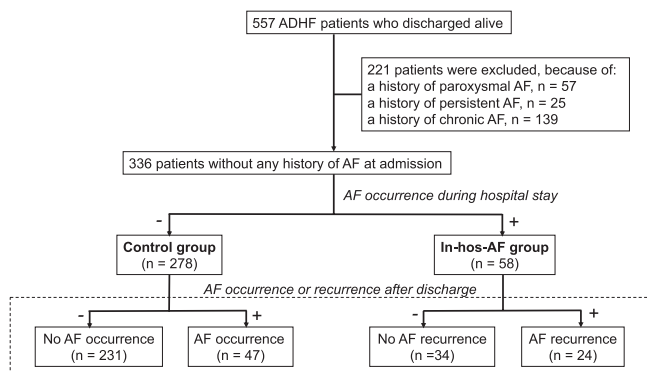 557 ADHF patients who discharged alive
221 patients were excluded, because of:
a history of paroxysmal AF, n = 57
a history of persistent AF, n = 25
a history of chronic AF, n = 139
336 patients without any history of AF at admission
AF occurrence during hospital stay
-
+
Control group
(n = 278)
In-hos-AF group
(n = 58)
AF occurrence or recurrence after discharge
-
+
-
+
No AF occurrence
(n = 231)
AF occurrence
(n = 47)
No AF recurrence
(n =34)
AF recurrence
(n = 24)